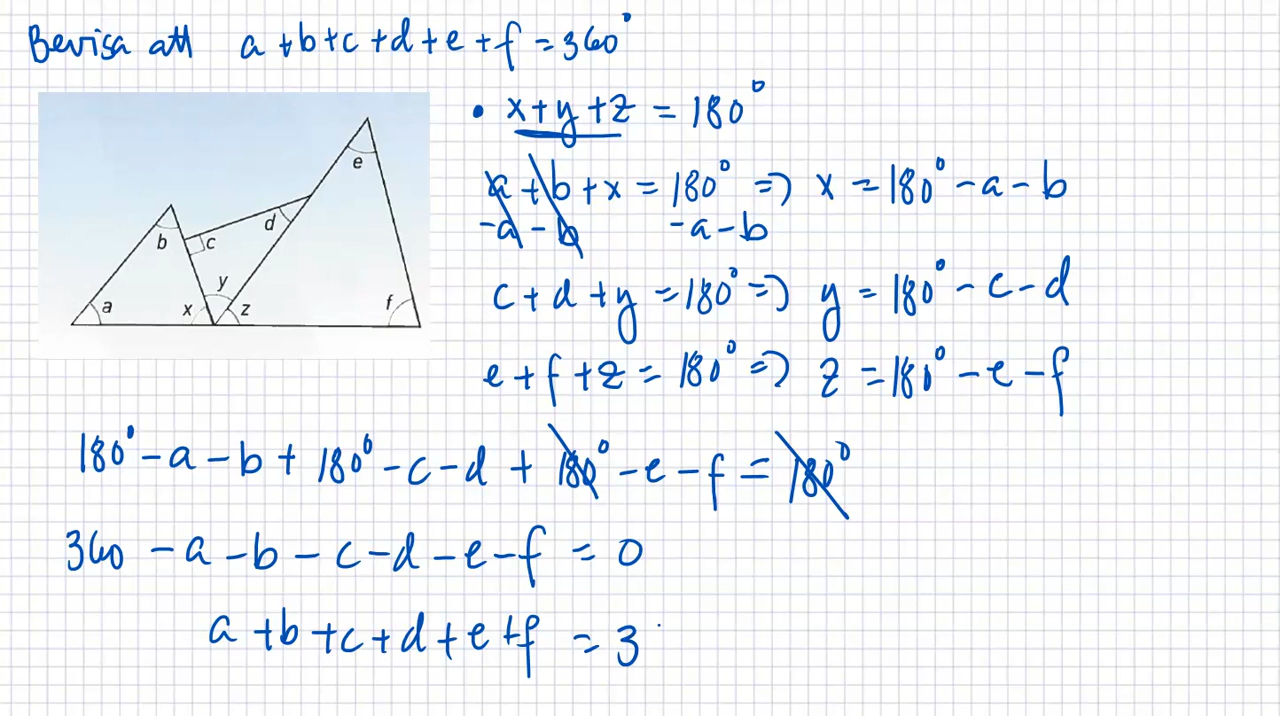 Bevisa att a+b+c+d+e+f=360°
• x+y+z = 180°
a+b+x=180° => x=180°-a-b
-a-b -a-b
c+d+y=180° => y=180°-c-d
e+f+z=180° => z=180°-e-f
e
b
c
d
a
x
y
z
f
180°-a-b+180°-c-d+180°-e-f=180°
360-a-b-c-d-e-f=0
a+b+c+d+e+f=3